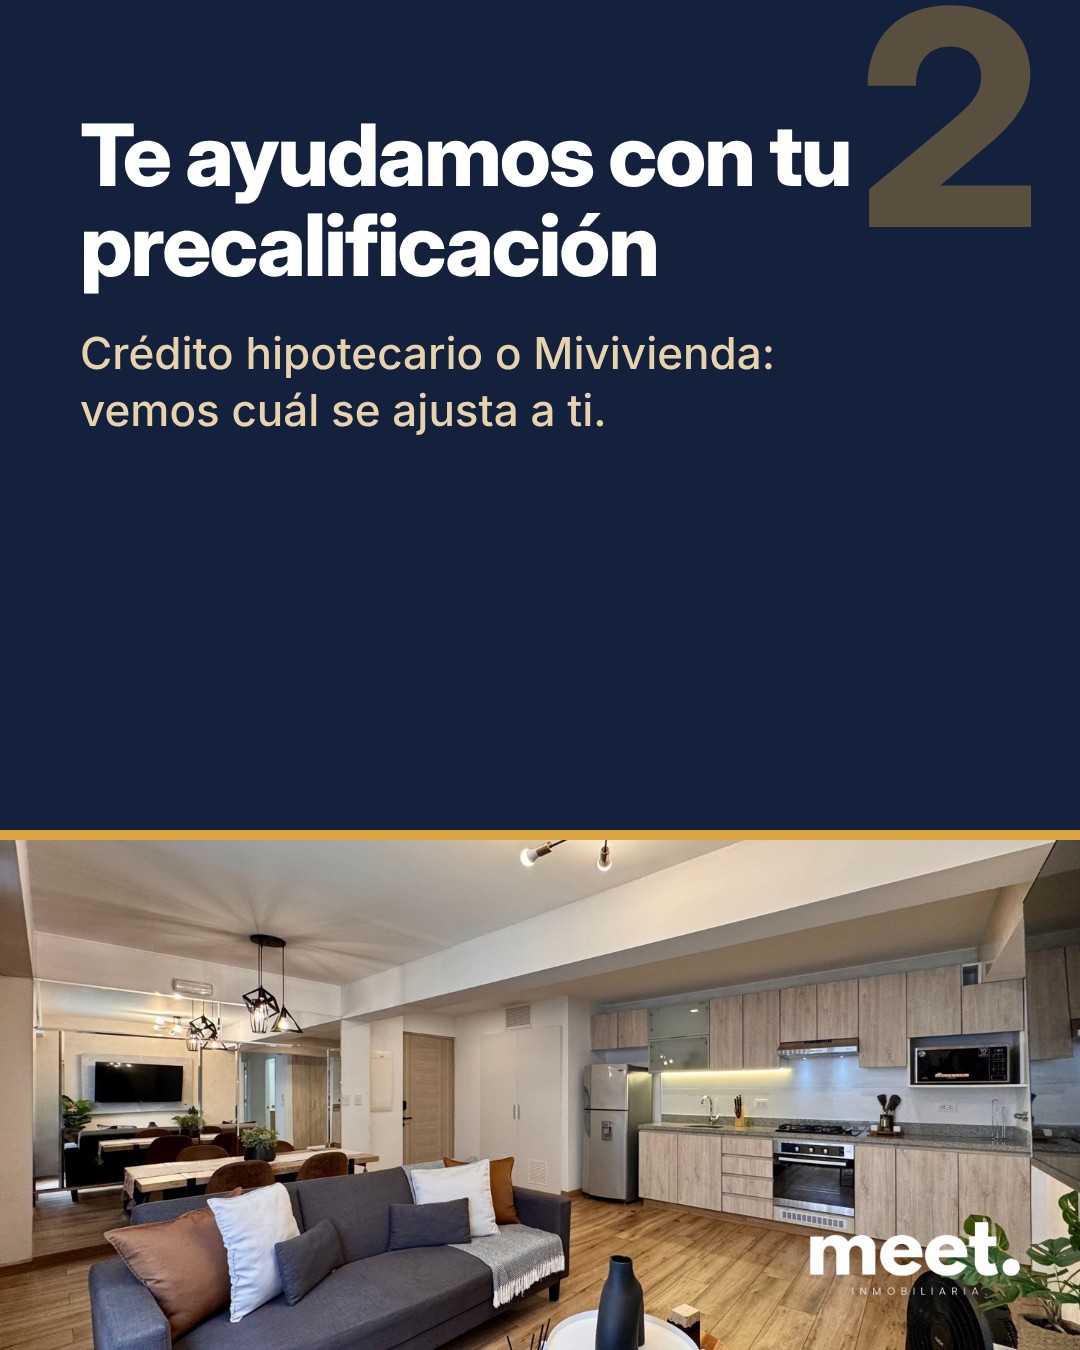 2
Te ayudamos con tu
precalificación
Crédito hipotecario o Mivivienda:
vemos cuál se ajusta a ti.
meet.
INMOBILIARIA